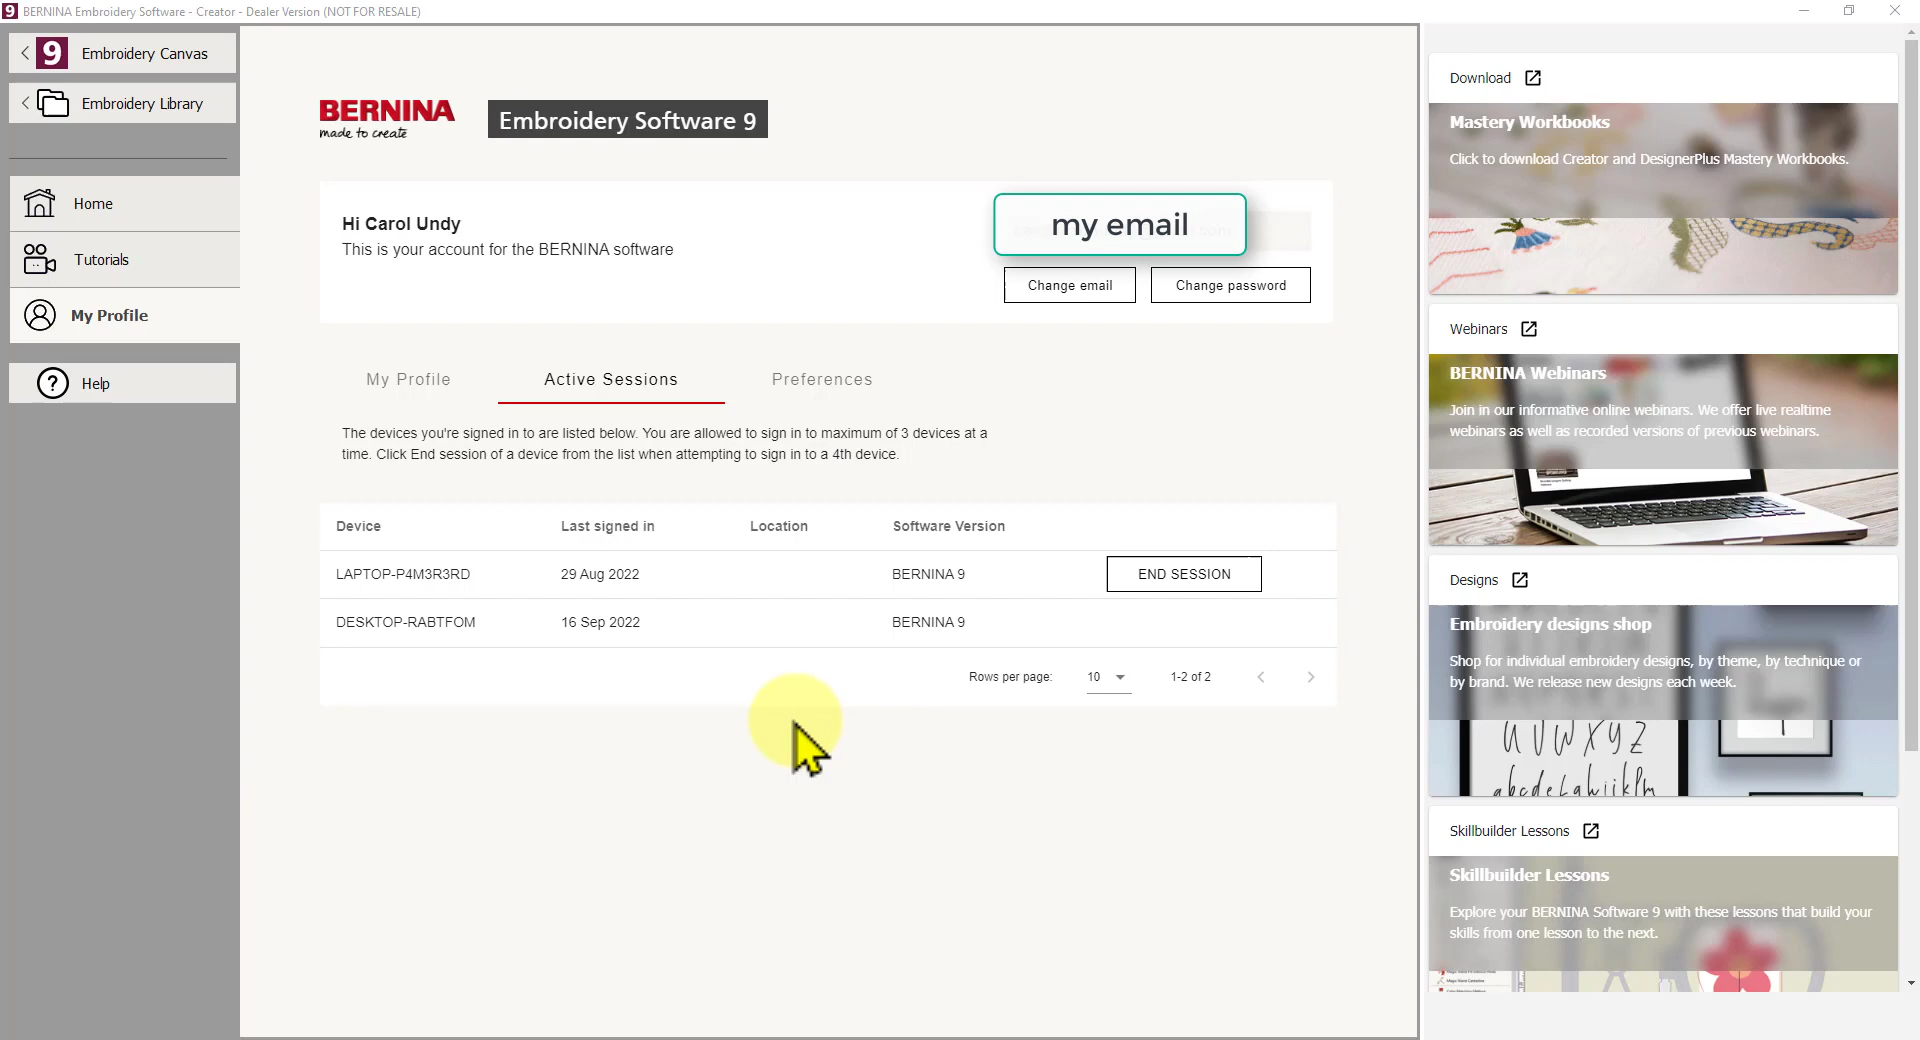 9 BERNINA Embroidery Software - Creator - Dealer Version (NOT FOR RESALE)
9 Embroidery Canvas
Embroidery Library
Home
Tutorials
My Profile
? Help
BERNINA
made to create
Embroidery Software 9
Hi Carol Undy
This is your account for the BERNINA software
my email
Change email
Change password
My Profile
Active Sessions
Preferences
The devices you're signed in to are listed below. You are allowed to sign in to maximum of 3 devices at a
time. Click End session of a device from the list when attempting to sign in to a 4th device.
Device Last signed in Location Software Version
LAPTOP-P4M3R3RD 29 Aug 2022 BERNINA 9 END SESSION
DESKTOP-RABTFOM 16 Sep 2022 BERNINA 9
Rows per page: 10 1-2 of 2
Download
Mastery Workbooks
Click to download Creator and DesignerPlus Mastery Workbooks.
Webinars
BERNINA Webinars
Join in our informative online webinars. We offer live realtime
webinars as well as recorded versions of previous webinars.
Designs
Embroidery designs shop
Shop for individual embroidery designs, by theme, by technique or
by brand. We release new designs each week.
U V W X Y Z
Skillbuilder Lessons
Skillbuilder Lessons
Explore your BERNINA Software 9 with these lessons that build your
skills from one lesson to the next.